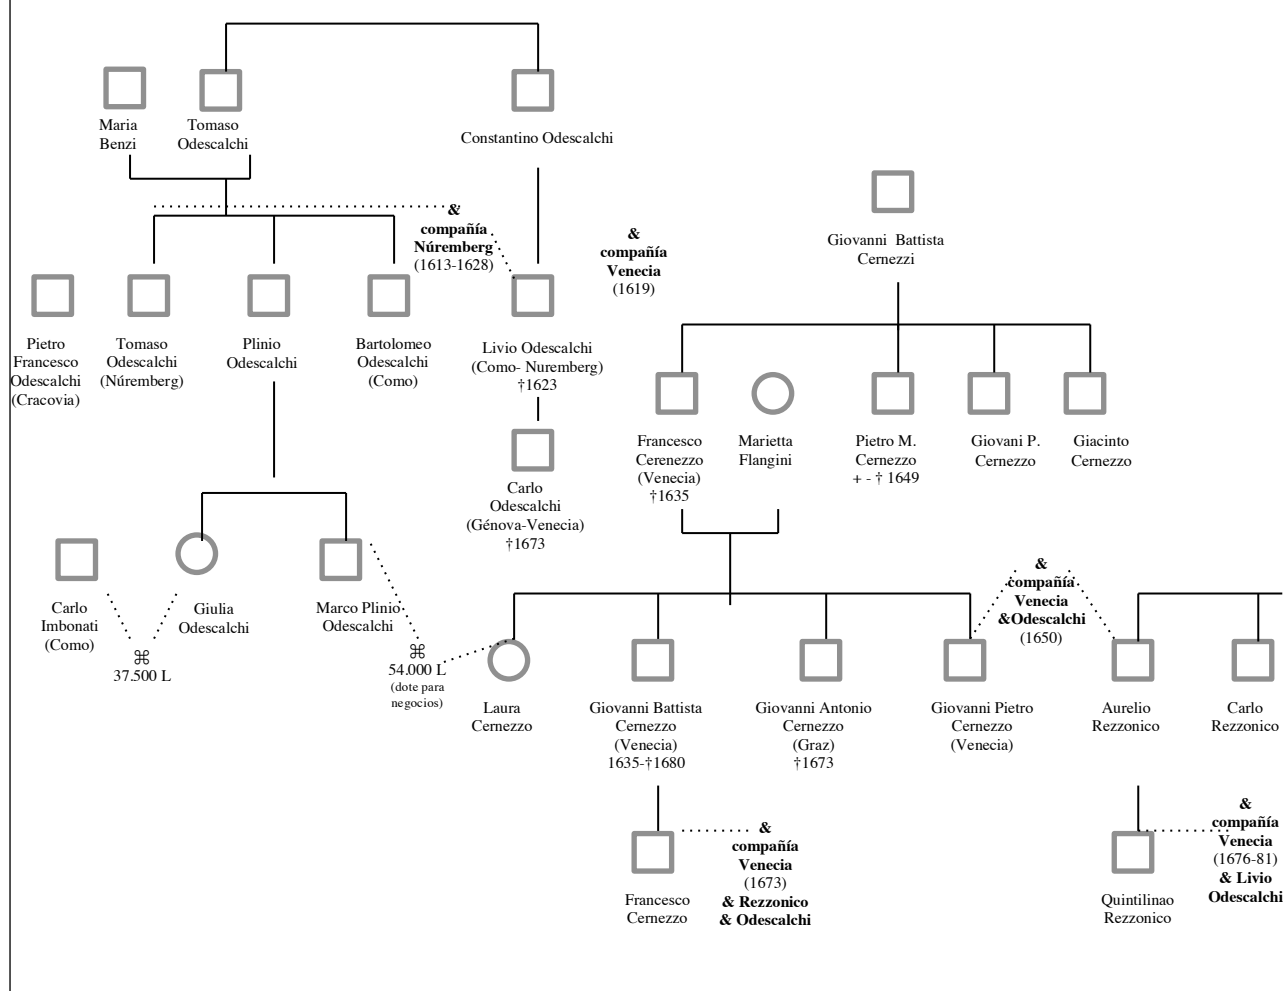 Maria
Benzi
Tomaso
Odescalchi
Constantino Odescalchi
Giovanni Battista
Cernezzi
&
compañía
Núremberg
(1613-1628)
&
compañía
Venecia
(1619)
Pietro
Francesco
Odescalchi
(Cracovia)
Tomaso
Odescalchi
(Núremberg)
Plinio
Odescalchi
Bartolomeo
Odescalchi
(Como)
Livio Odescalchi
(Como- Nuremberg)
†1623
Francesco
Cerenezzo
(Venecia)
†1635
Marietta
Flangini
Pietro M.
Cernezzo
+ - † 1649
Giovani P.
Cernezzo
Giacinto
Cernezzo
Carlo
Odescalchi
(Génova-Venecia)
†1673
Carlo
Imbonati
(Como)
Giulia
Odescalchi
Marco Plinio
Odescalchi
&
compañía
Venecia
&Odescalchi
(1650)
⌘
37.500 L
⌘
54.000 L
(dote para
negocios)
Laura
Cernezzo
Giovanni Battista
Cernezzo
(Venecia)
1635-†1680
Giovanni Antonio
Cernezzo
(Graz)
†1673
Giovanni Pietro
Cernezzo
(Venecia)
Aurelio
Rezzonico
Carlo
Rezzonico
Francesco
Cernezzo
&
compañía
Venecia
(1673)
& Rezzonico
& Odescalchi
Quintilinao
Rezzonico
&
compañía
Venecia
(1676-81)
& Livio
Odescalchi